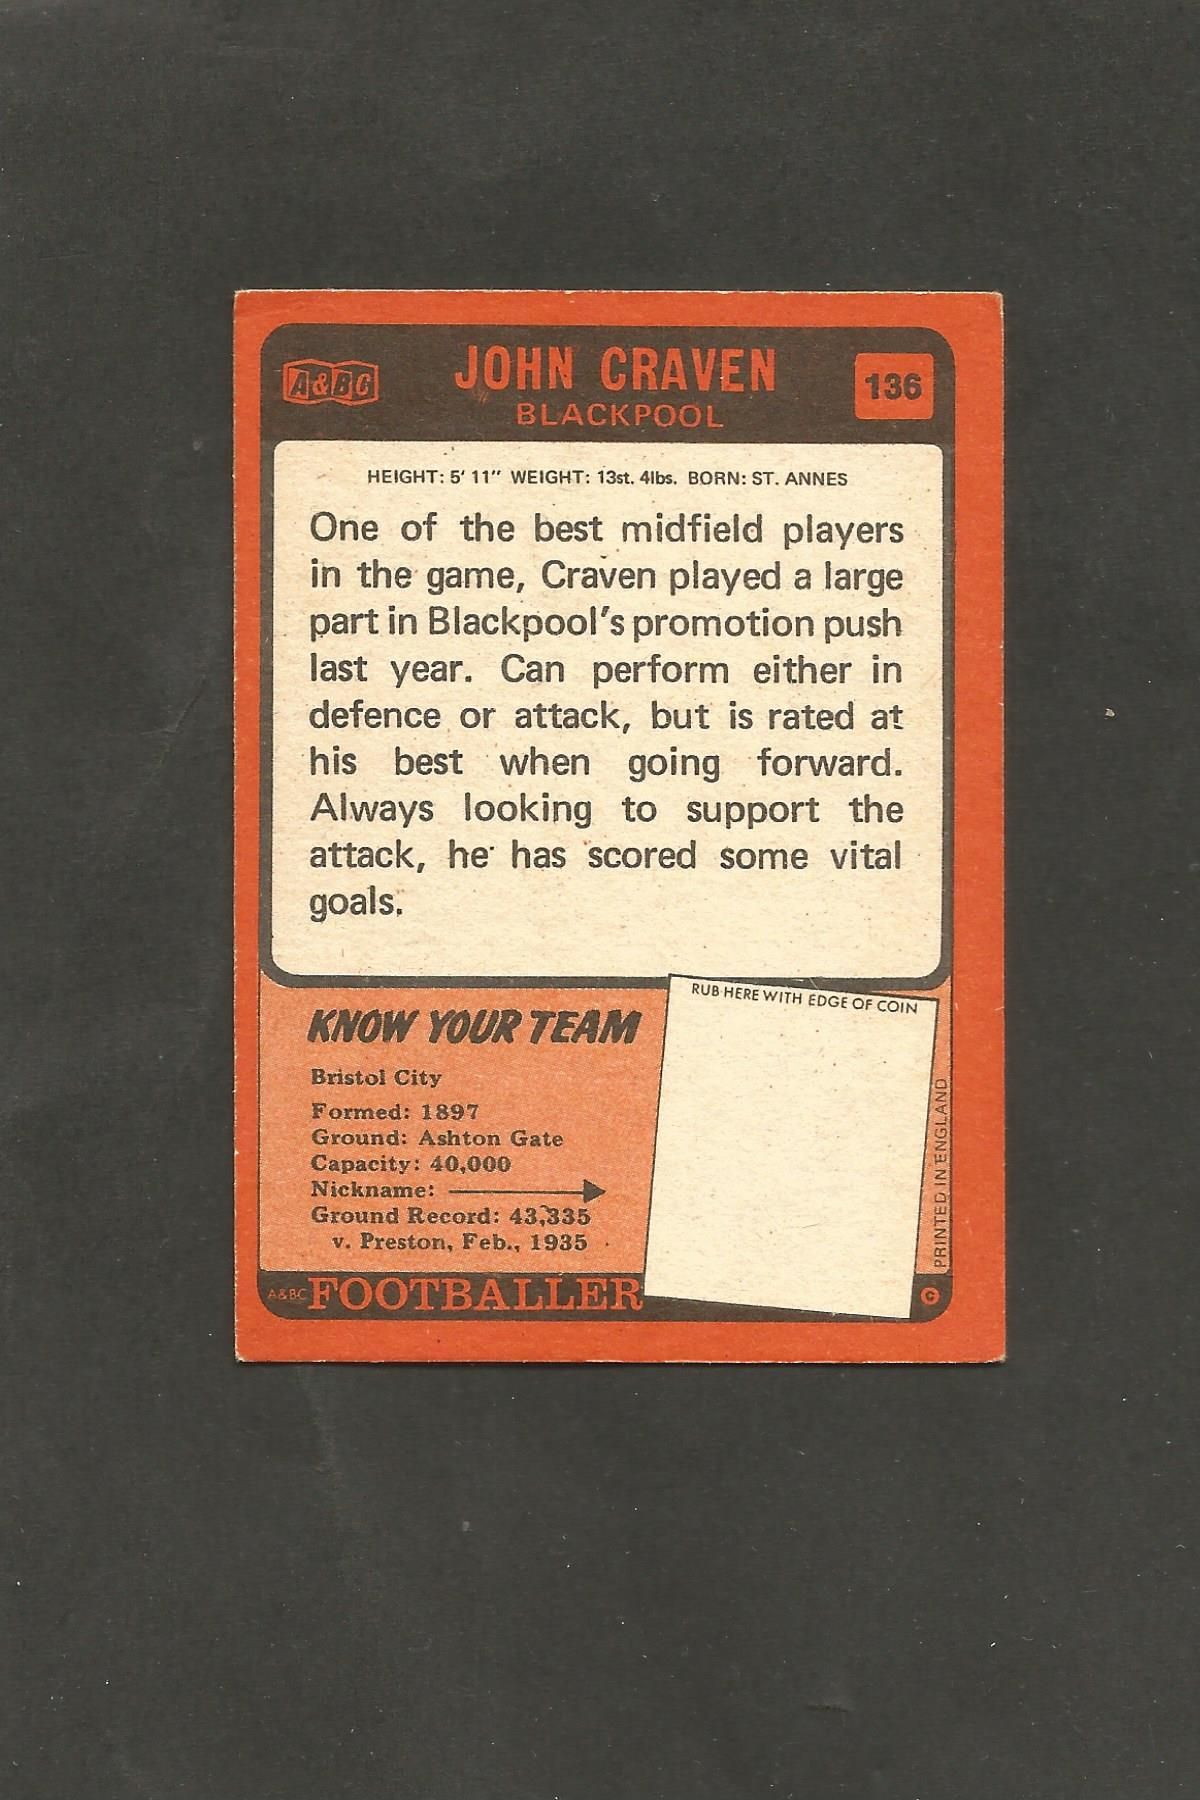 A&BC
JOHN CRAVEN
BLACKPOOL
136
HEIGHT: 5' 11" WEIGHT: 13st. 4lbs. BORN: ST. ANNES
One of the best midfield players
in the game, Craven played a large
part in Blackpool's promotion push
last year. Can perform either in
defence or attack, but is rated at
his best when going forward.
Always looking to support the
attack, he has scored some vital
goals.
KNOW YOUR TEAM
Bristol City
Formed: 1897
Ground: Ashton Gate
Capacity: 40,000
Nickname:
Ground Record: 43,335
v. Preston, Feb., 1935
RUB HERE WITH EDGE OF COIN
PRINTED IN ENGLAND
A&BC FOOTBALLER
©